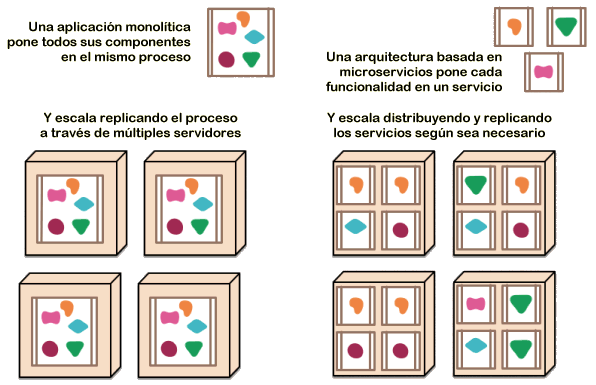 Una aplicación monolítica
pone todos sus componentes
en el mismo proceso
Una arquitectura basada en
microservicios pone cada
funcionalidad en un servicio
Y escala replicando el proceso
a través de múltiples servidores
Y escala distribuyendo y replicando
los servicios según sea necesario